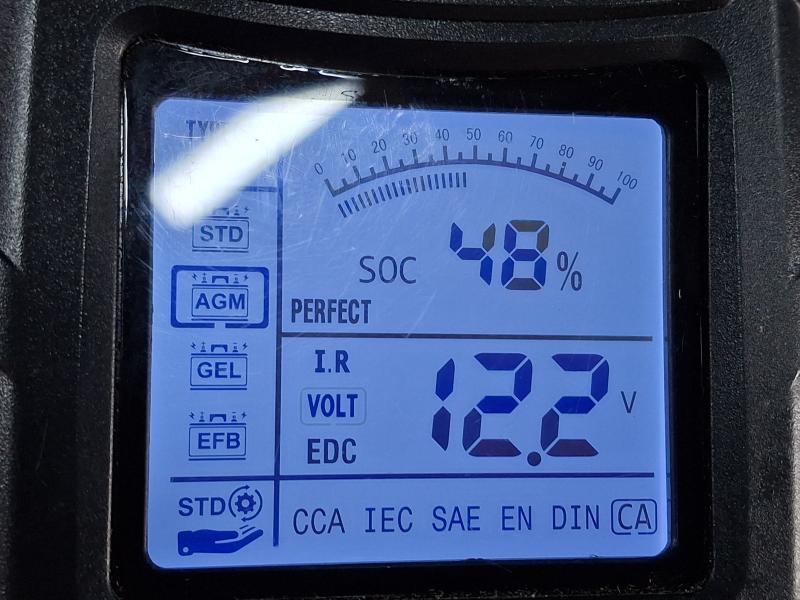 0 10 20 30 40 50 60 70 80 90 100
STD
SOC 48 %
AGM
PERFECT
GEL
I.R
VOLT 12.2 V
EFB
EDC
STD
CCA IEC SAE EN DIN CA